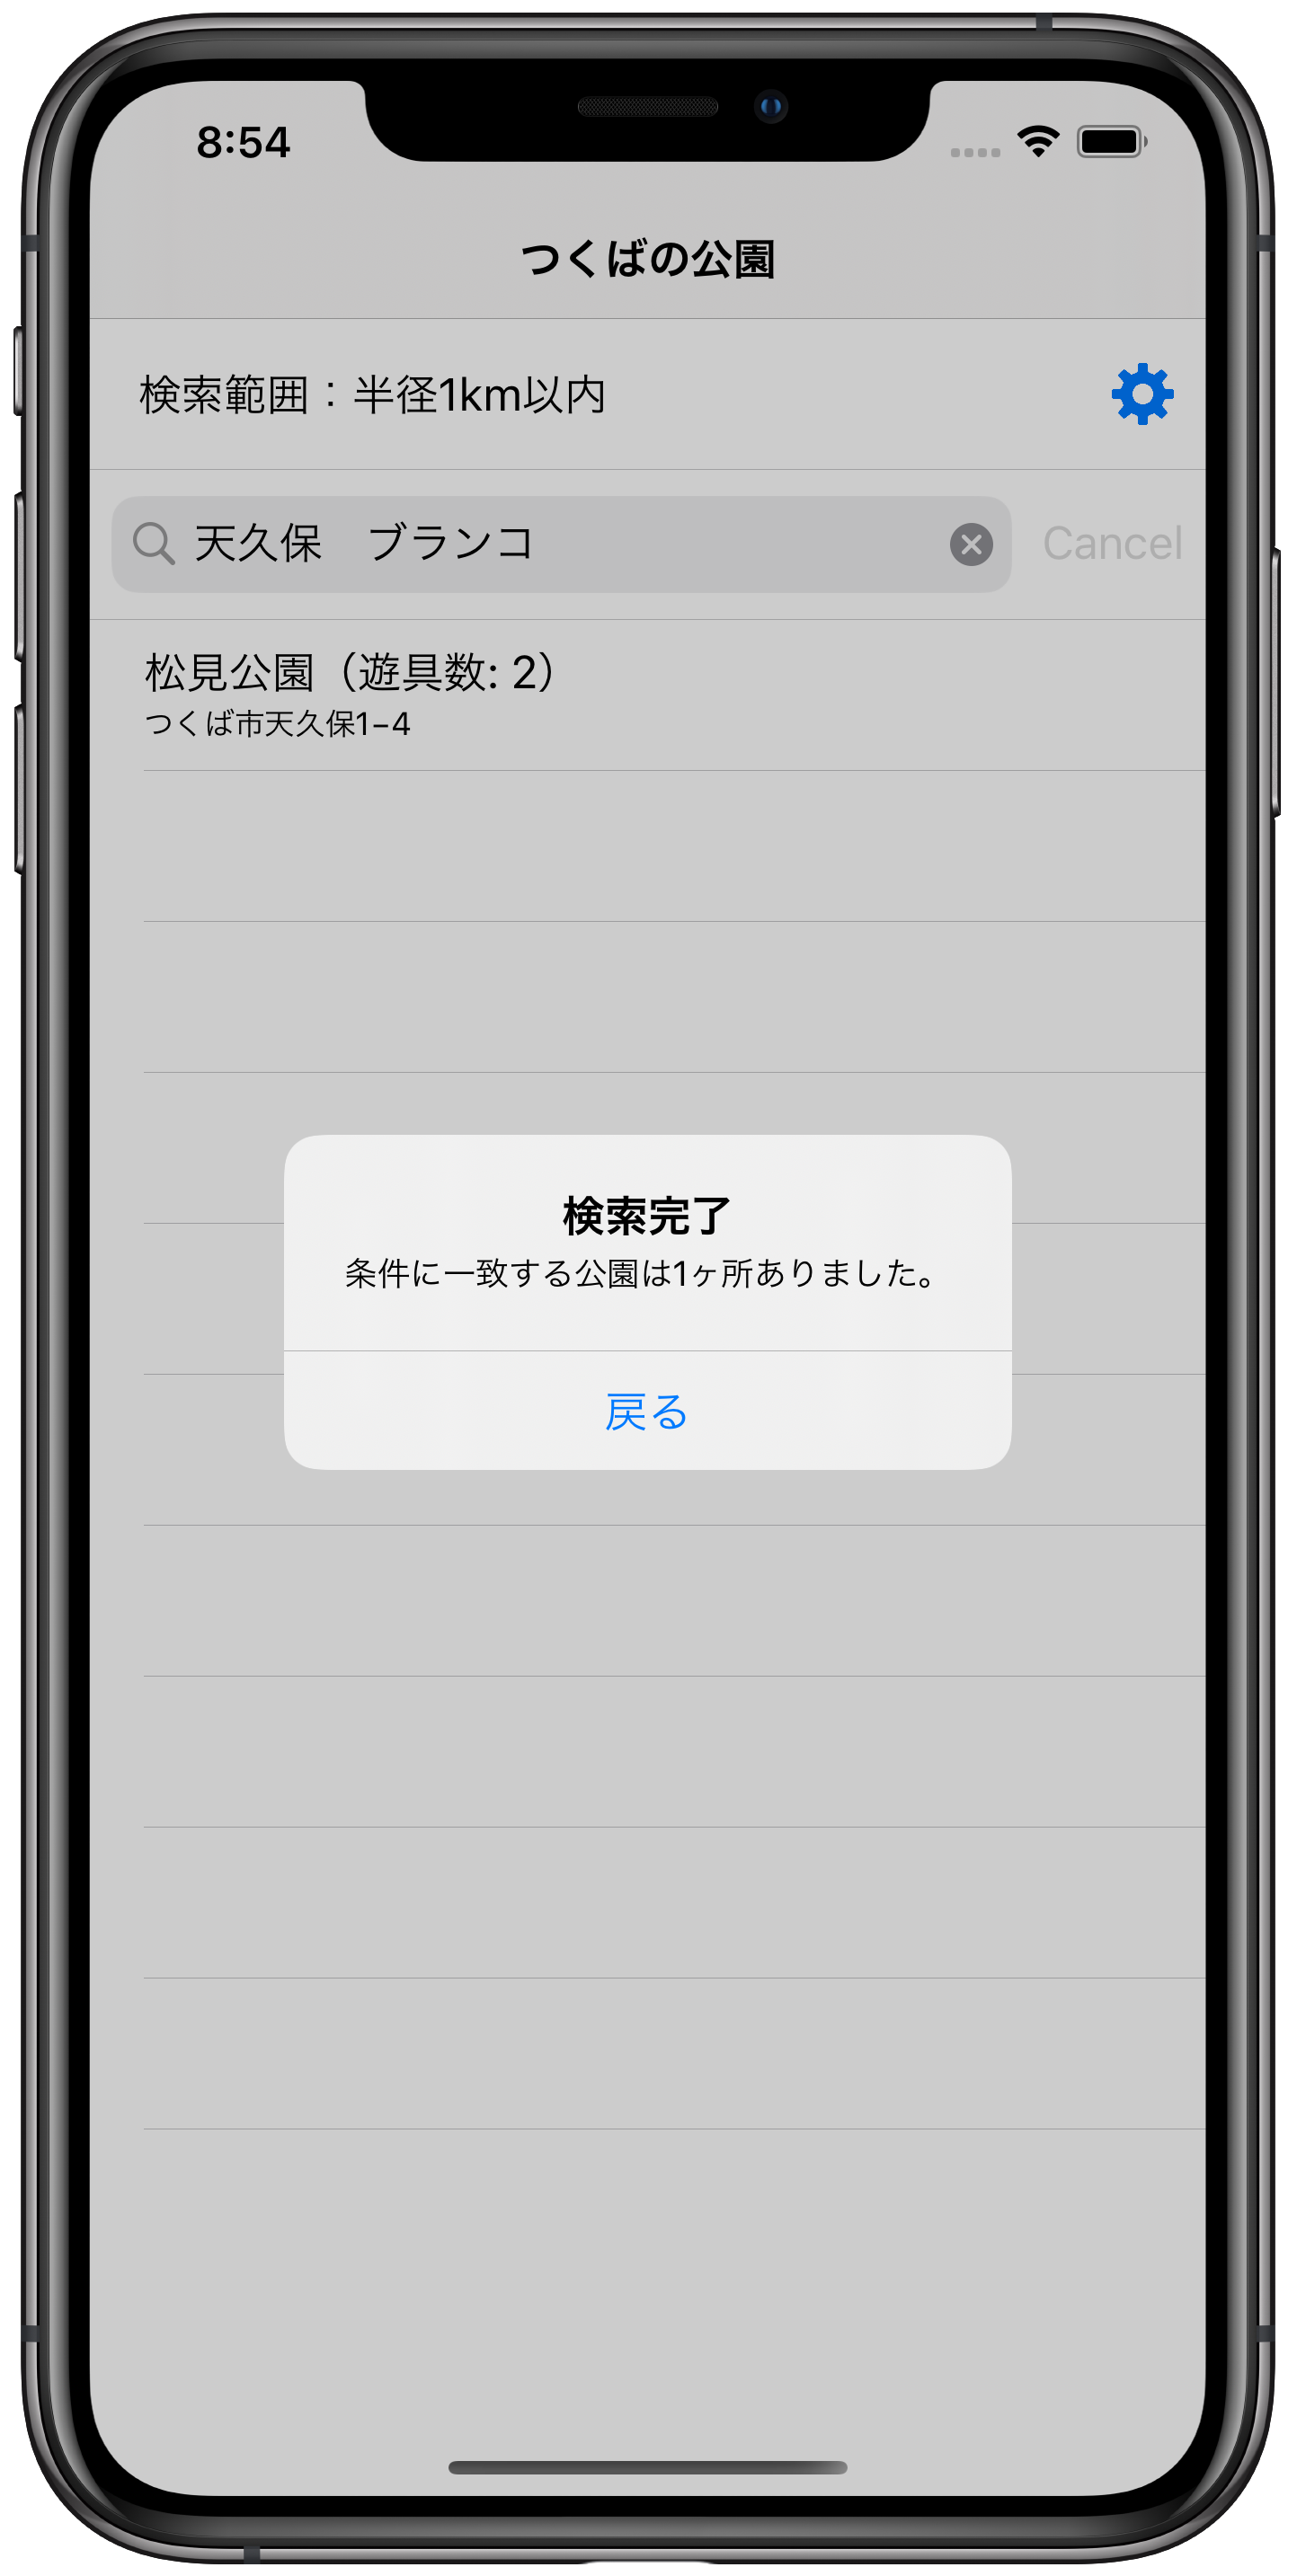 8:54
つくばの公園
検索範囲：半径1km以内
天久保　ブランコ
Cancel
松見公園（遊具数: 2）
つくば市天久保1−4
検索完了
条件に一致する公園は1ヶ所ありました。
戻る